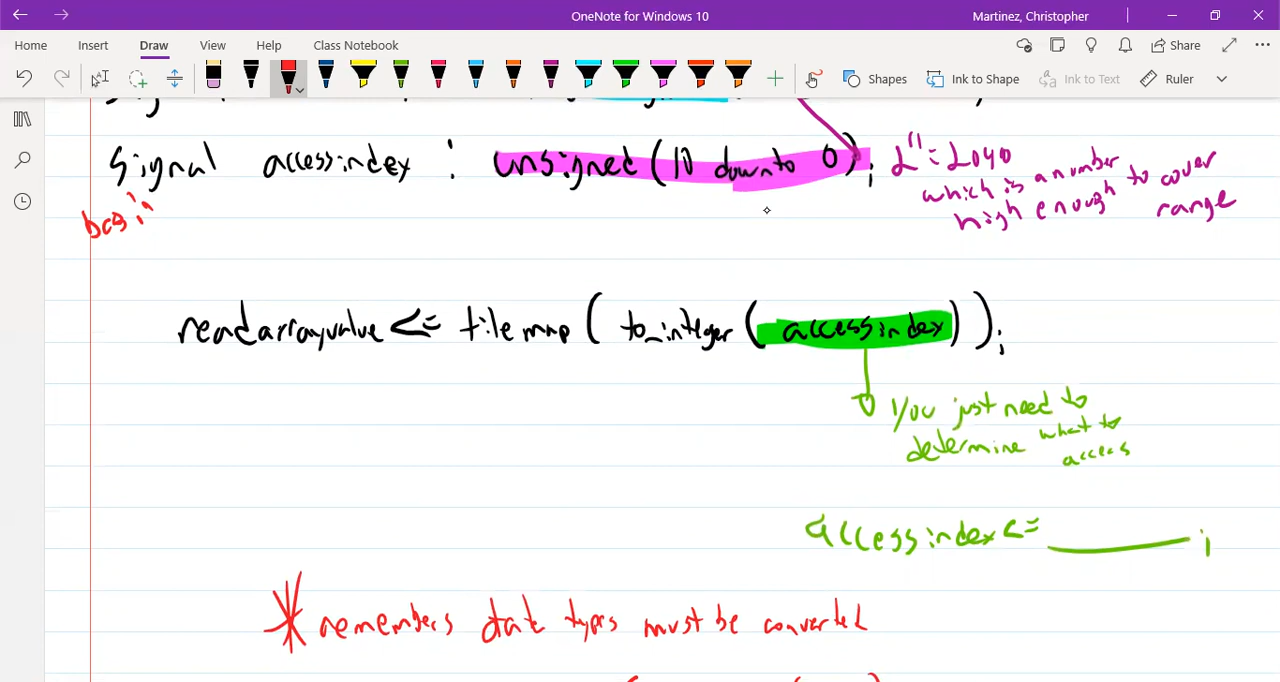 OneNote for Windows 10
Martinez, Christopher
Home Insert Draw View Help Class Notebook
Share
Shapes Ink to Shape Ink to Text Ruler
Signal accessindex : unsigned(10 downto 0);
2^11 = 2040
which is a number
high enough to cover
range
begin
readarrayvalue <= tilemap( to_integer( accessindex));
You just need to
determine what to
access
accessindex <= ________ ;
* remembers data types must be converted